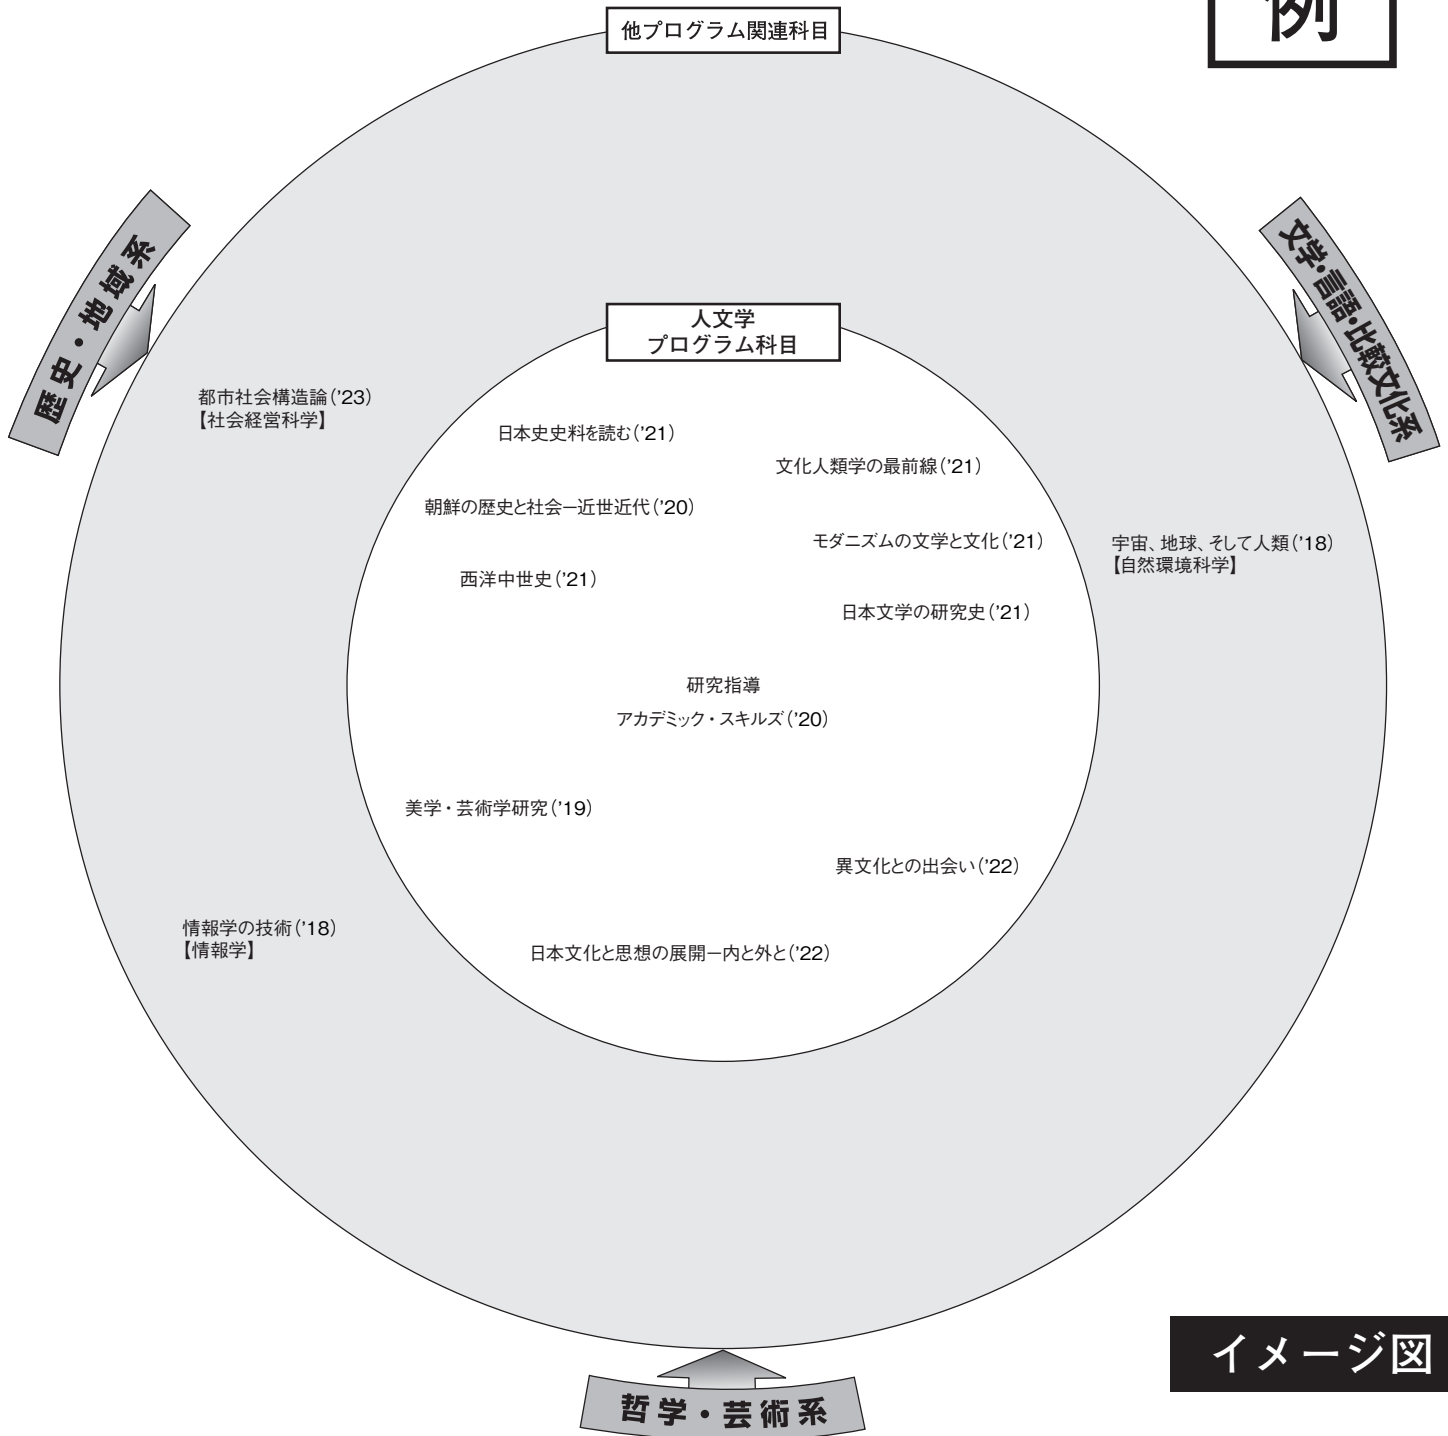 例
他プログラム関連科目
歴史・地域系
文学・言語・比較文化系
人文学
プログラム科目
都市社会構造論('23)
【社会経営科学】
日本史史料を読む('21)
文化人類学の最前線('21)
朝鮮の歴史と社会－近世近代('20)
モダニズムの文学と文化('21)
宇宙、地球、そして人類('18)
【自然環境科学】
西洋中世史('21)
日本文学の研究史('21)
研究指導
アカデミック・スキルズ('20)
美学・芸術学研究('19)
異文化との出会い('22)
情報学の技術('18)
【情報学】
日本文化と思想の展開－内と外と('22)
イメージ図
哲学・芸術系